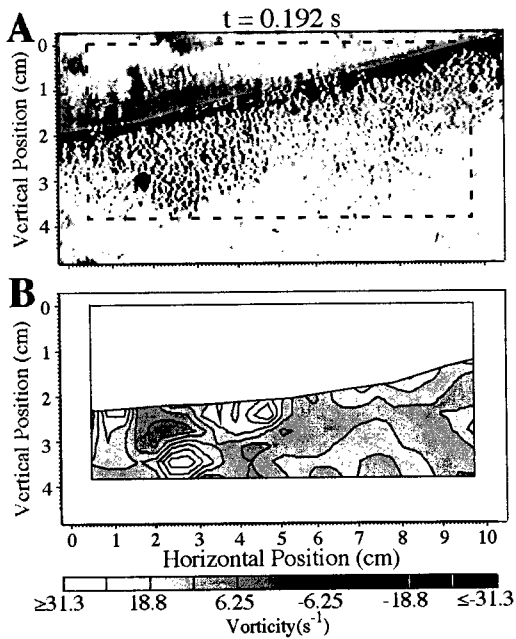 t = 0.192 s
A
0
1
2
3
4
Vertical Position (cm)
B
0
1
2
3
4
Vertical Position (cm)
0 1 2 3 4 5 6 7 8 9 10
Horizontal Position (cm)
≥31.3 18.8 6.25 -6.25 -18.8 ≤-31.3
Vorticity(s⁻¹)